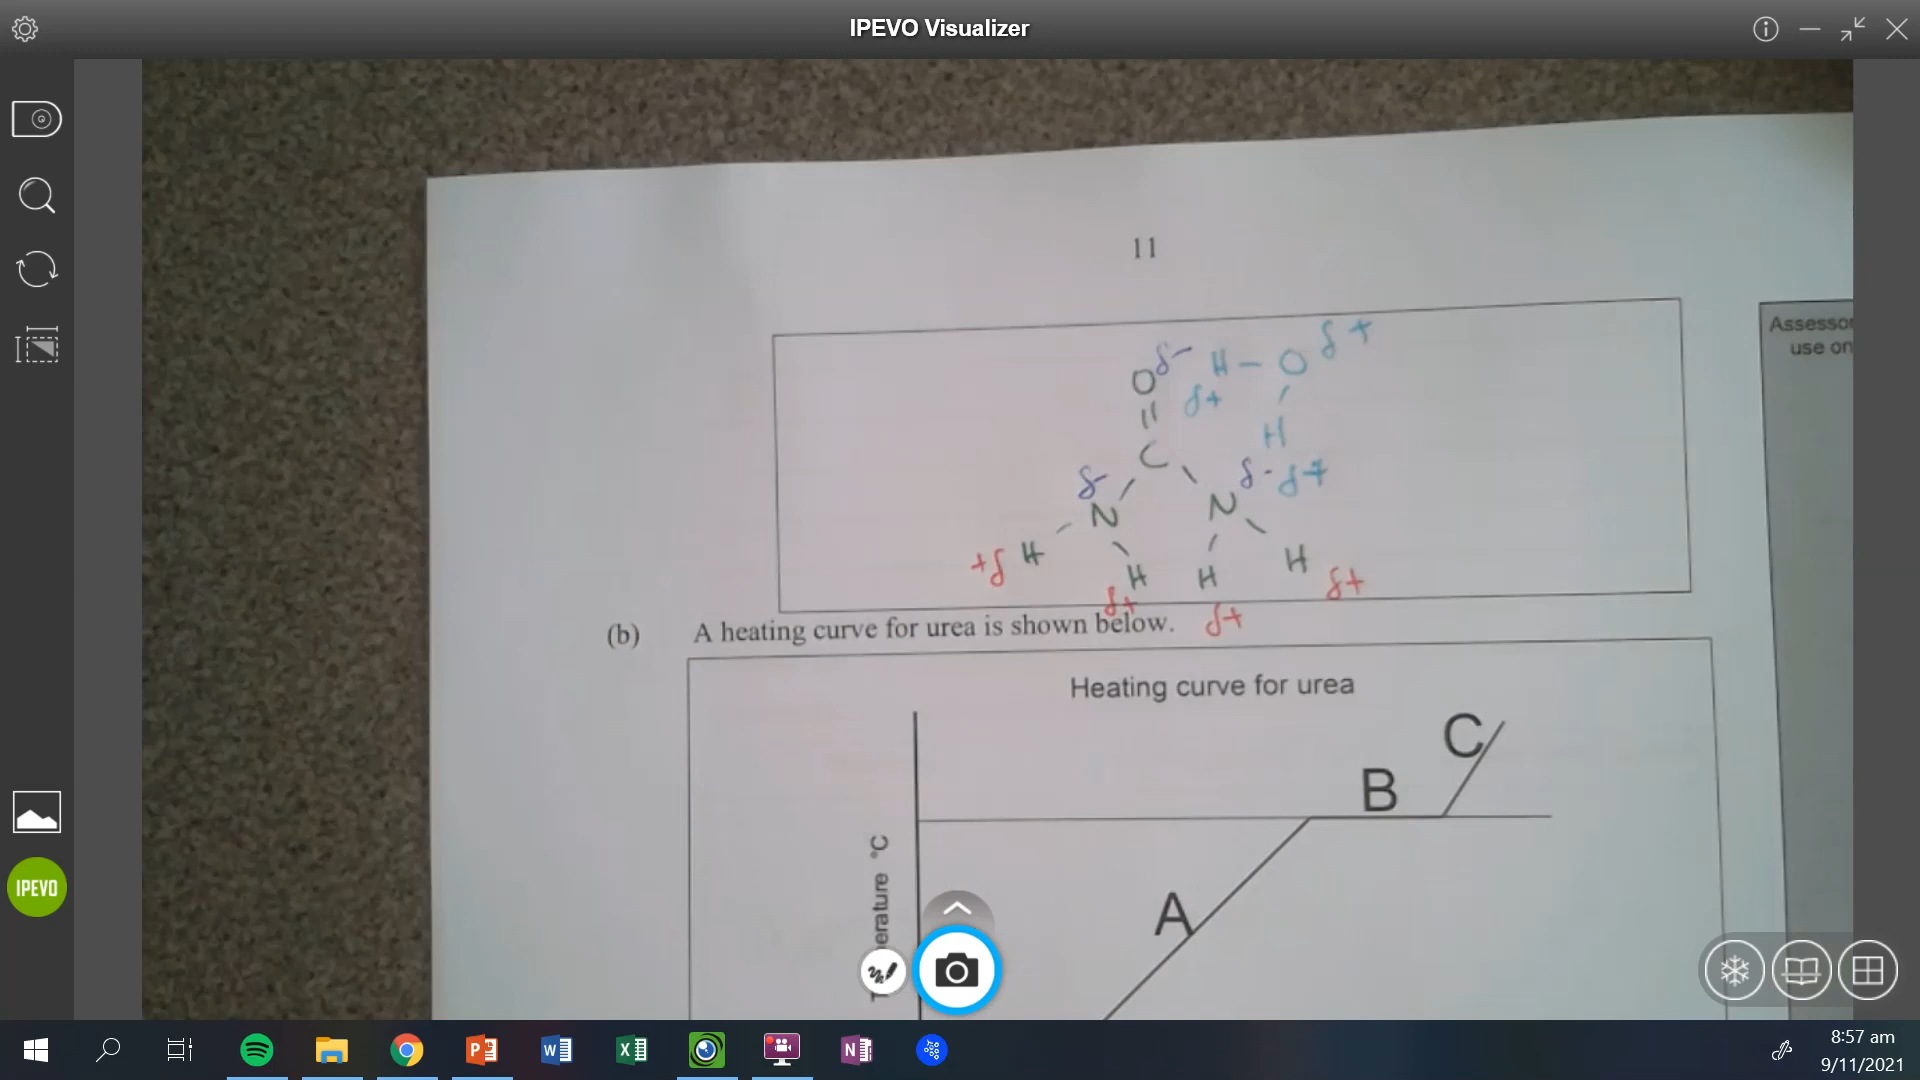 IPEVO Visualizer
11
Assessor
use on
O δ- H - O δ+
δ+
H
C
δ- N N δ- δ+
+δ H H H H δ+
δ+ δ+
(b) A heating curve for urea is shown below.
Heating curve for urea
C
B
A
erature °C
IPEVO
8:57 am
9/11/2021